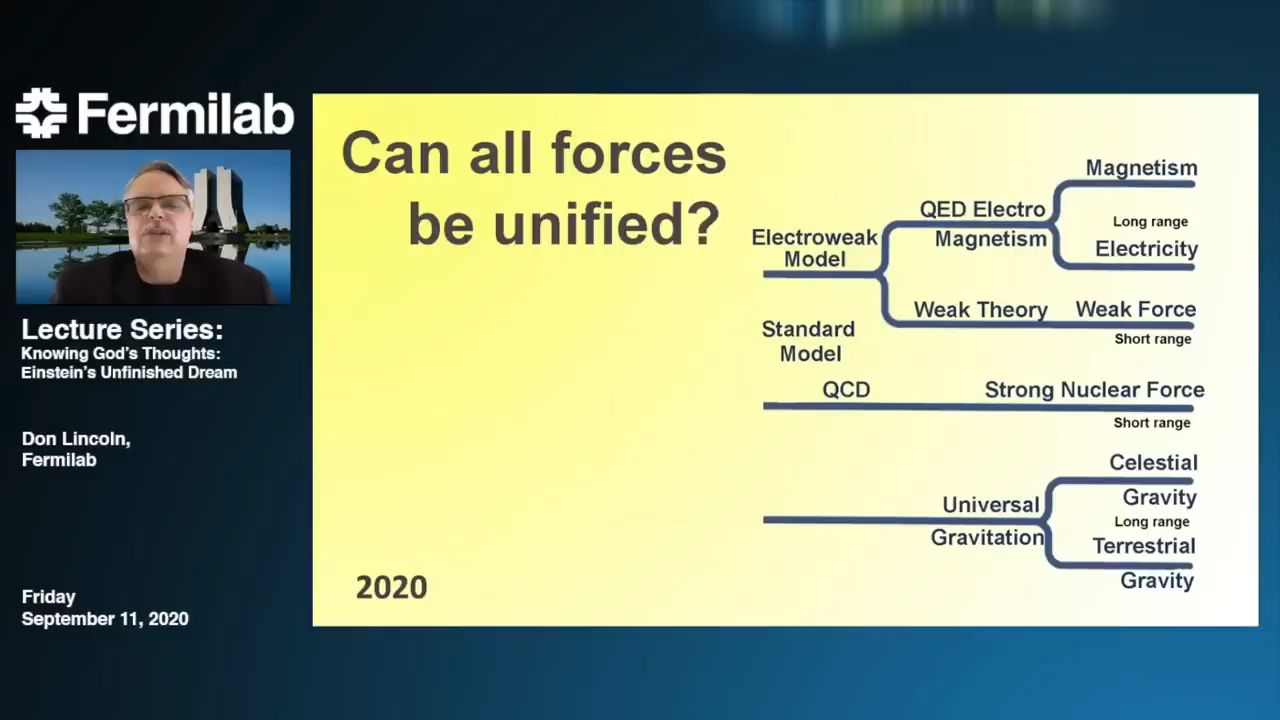 Fermilab
Lecture Series:
Knowing God's Thoughts:
Einstein's Unfinished Dream
Don Lincoln,
Fermilab
Friday
September 11, 2020
Can all forces
be unified?
Magnetism
QED Electro
Magnetism
Long range
Electricity
Electroweak
Model
Weak Theory
Weak Force
Short range
Standard
Model
QCD
Strong Nuclear Force
Short range
Celestial
Gravity
Universal
Gravitation
Long range
Terrestrial
Gravity
2020